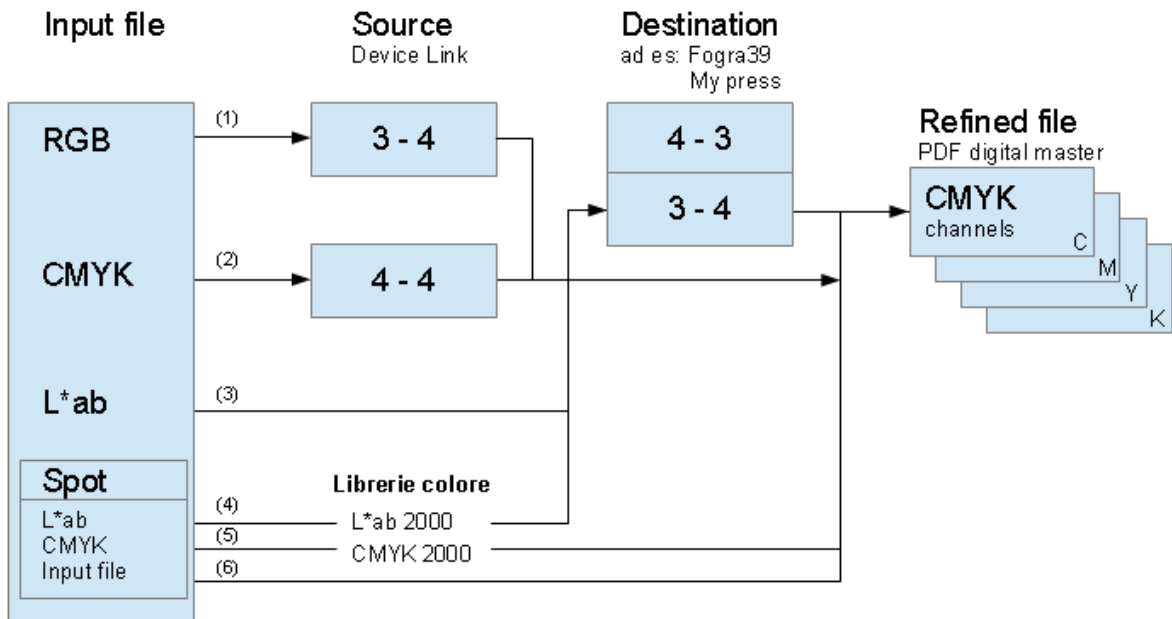 Input file
Source
Device Link
Destination
ad es: Fogra39
My press
Refined file
PDF digital master
RGB
(1)
3 - 4
4 - 3
3 - 4
CMYK
channels
C
M
Y
K
CMYK
(2)
4 - 4
L*ab
(3)
Spot
L*ab
CMYK
Input file
(4)
(5)
(6)
Librerie colore
L*ab 2000
CMYK 2000